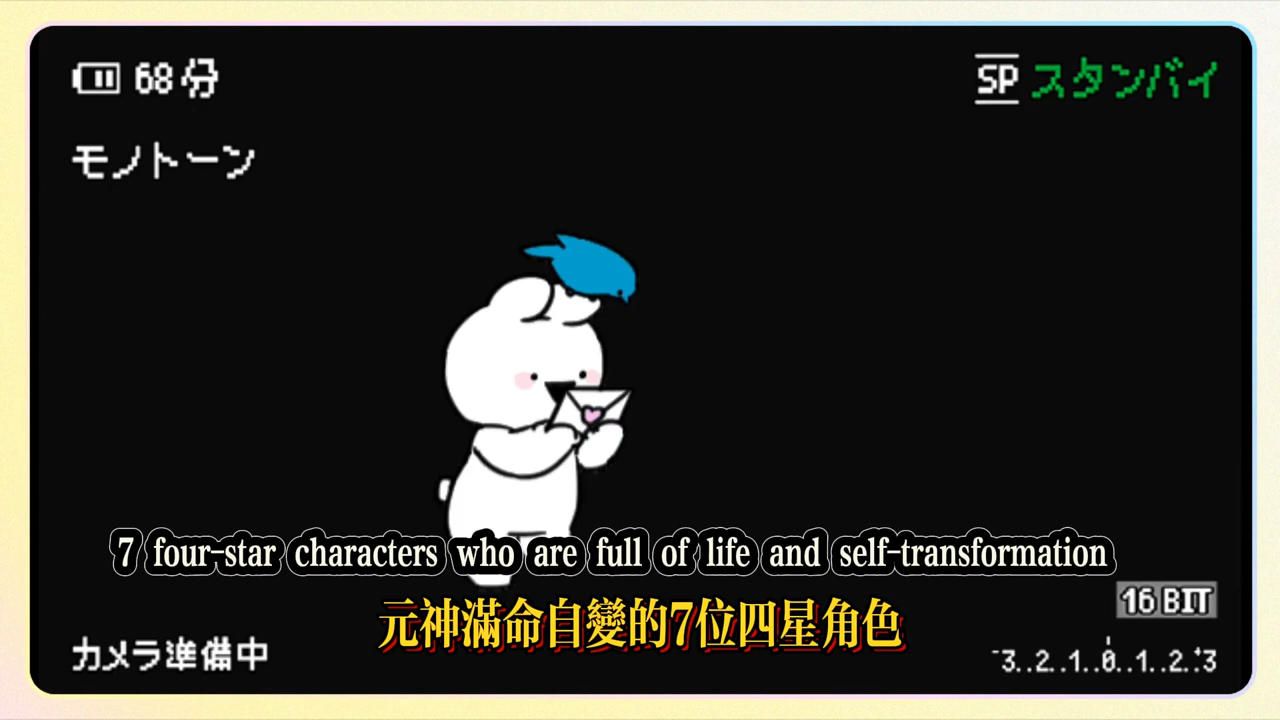 68分
SP スタンバイ
モノトーン
7 four-star characters who are full of life and self-transformation
16 BIT
元神滿命自變的7位四星角色
カメラ準備中
-3..2..1..0..1..2..+3